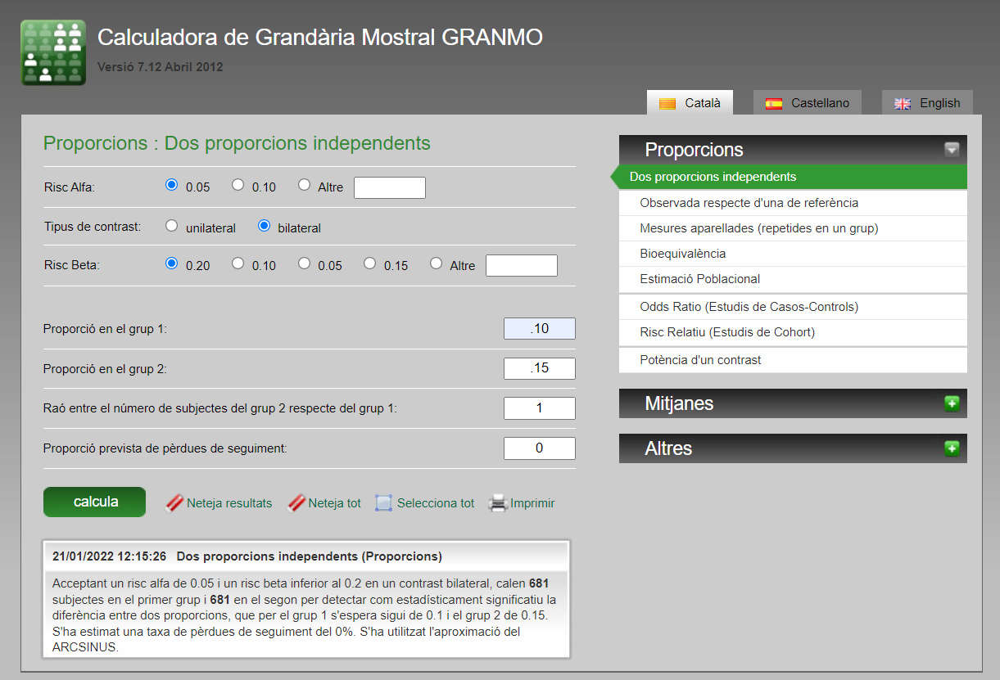 Calculadora de Grandària Mostral GRANMO
Versió 7.12 Abril 2012
Català
Castellano
English
Proporcions : Dos proporcions independents
Risc Alfa:
0.05
0.10
Altre
Tipus de contrast:
unilateral
bilateral
Risc Beta:
0.20
0.10
0.05
0.15
Altre
Proporció en el grup 1:
.10
Proporció en el grup 2:
.15
Raó entre el número de subjectes del grup 2 respecte del grup 1:
1
Proporció prevista de pèrdues de seguiment:
0
calcula
Neteja resultats
Neteja tot
Selecciona tot
Imprimir
21/01/2022 12:15:26 Dos proporcions independents (Proporcions)
Acceptant un risc alfa de 0.05 i un risc beta inferior al 0.2 en un contrast bilateral, calen 681
subjectes en el primer grup i 681 en el segon per detectar com estadísticament significatiu la
diferència entre dos proporcions, que per el grup 1 s'espera sigui de 0.1 i el grup 2 de 0.15.
S'ha estimat una taxa de pèrdues de seguiment del 0%. S'ha utilitzat l'aproximació del
ARCSINUS.
Proporcions
Dos proporcions independents
Observada respecte d'una de referència
Mesures aparellades (repetides en un grup)
Bioequivalència
Estimació Poblacional
Odds Ratio (Estudis de Casos-Controls)
Risc Relatiu (Estudis de Cohort)
Potència d'un contrast
Mitjanes
Altres